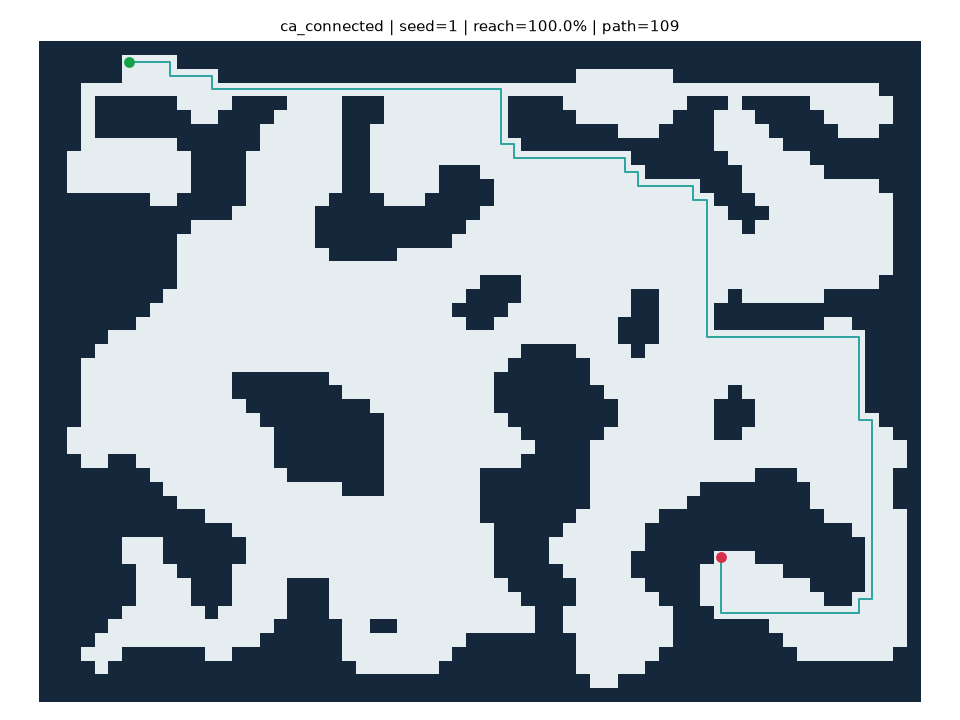 ca_connected | seed=1 | reach=100.0% | path=109